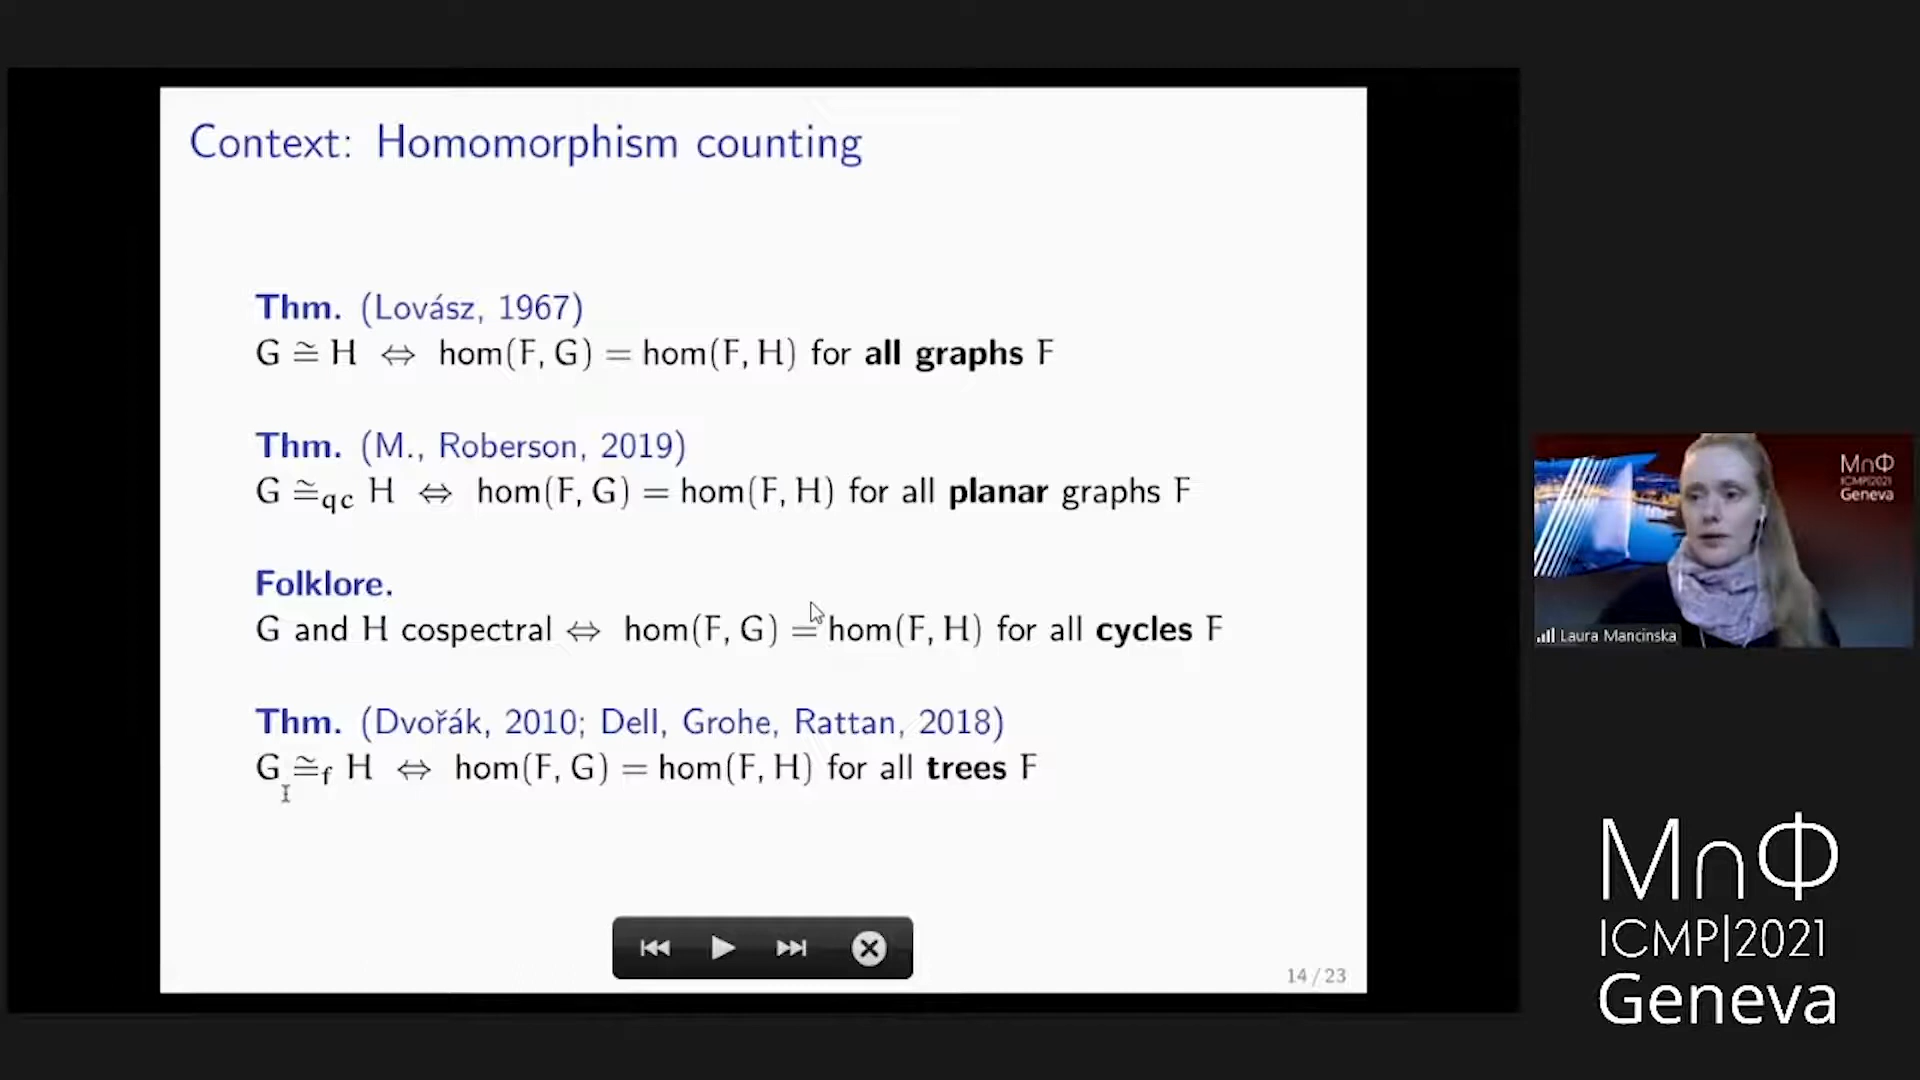 Context: Homomorphism counting
Thm. (Lovász, 1967)
G ≅ H ⇔ hom(F, G) = hom(F, H) for all graphs F
Thm. (M., Roberson, 2019)
G ≅qc H ⇔ hom(F, G) = hom(F, H) for all planar graphs F
Folklore.
G and H cospectral ⇔ hom(F, G) = hom(F, H) for all cycles F
Thm. (Dvořák, 2010; Dell, Grohe, Rattan, 2018)
G ≅f H ⇔ hom(F, G) = hom(F, H) for all trees F
14 / 23
M∩Φ
ICMP|2021
Geneva
Laura Mancinska
M∩Φ
ICMP|2021
Geneva